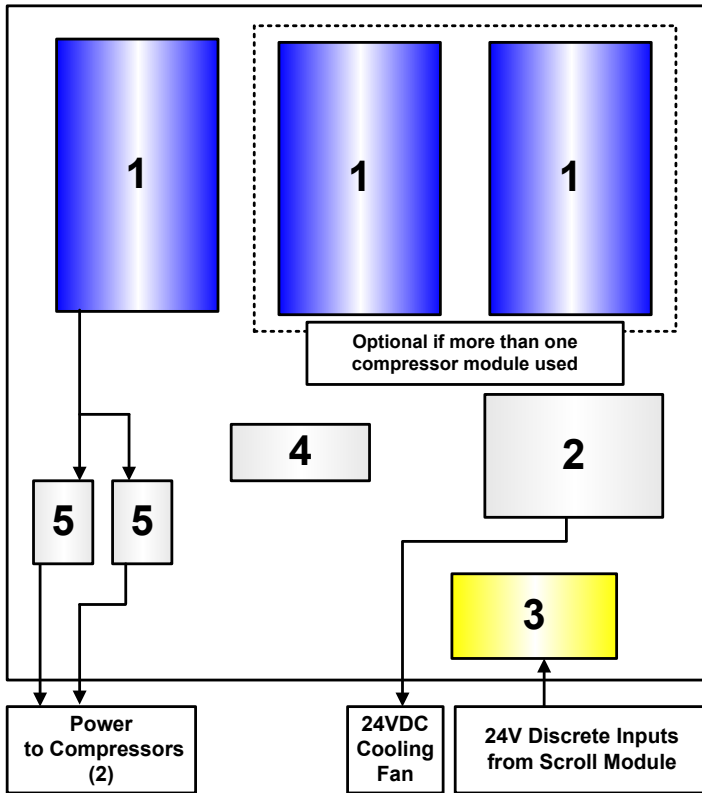 1
1
1
Optional if more than one
compressor module used
4
2
5
5
3
Power
to Compressors
(2)
24VDC
Cooling
Fan
24V Discrete Inputs
from Scroll Module